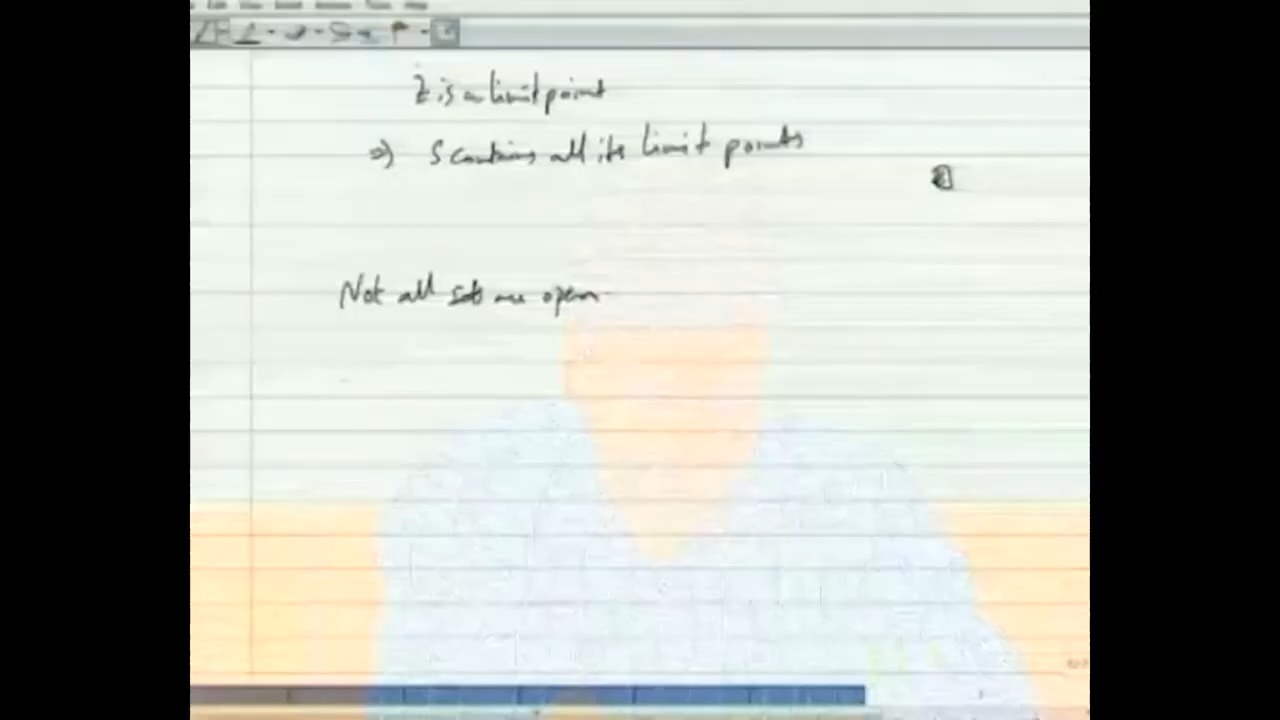 z is a limit point
⇒) S contains all its limit points
Not all sets are open.